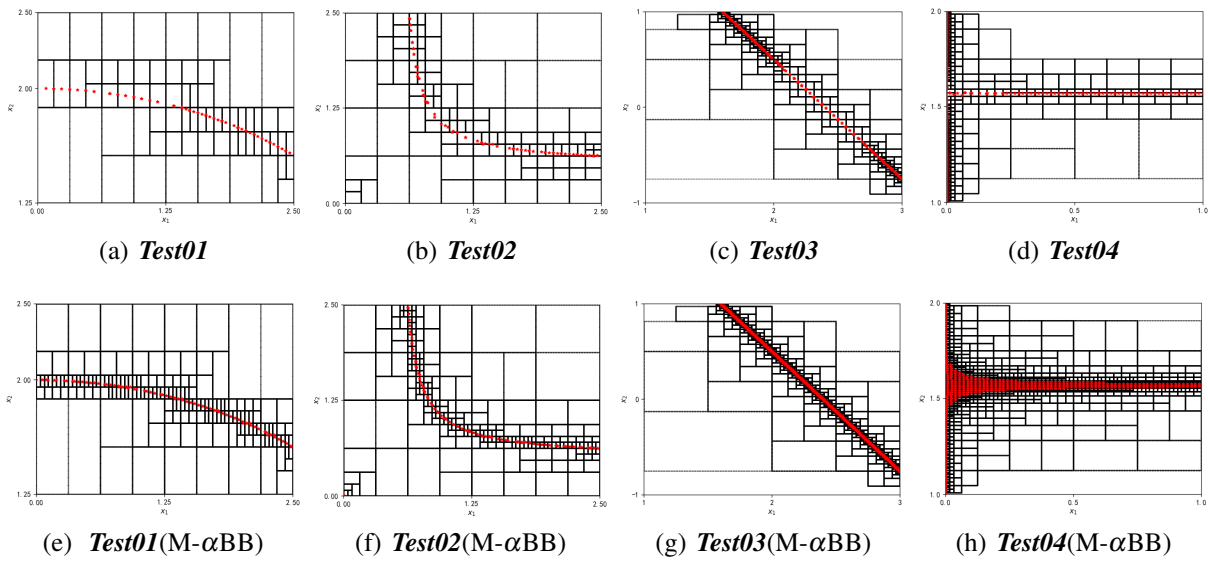 2.50
2.00
1.25
x₂
0.00
1.25
2.50
x₁
(a) Test01
2.50
1.25
0.00
x₂
0.00
1.25
2.50
x₁
(b) Test02
1
0
−1
x₂
1
2
3
x₁
(c) Test03
2.0
1.5
1.0
x₂
0.0
0.5
1.0
x₁
(d) Test04
2.50
2.00
1.25
x₂
0.00
1.25
2.50
x₁
(e) Test01(M-αBB)
2.50
1.25
0.00
x₂
0.00
1.25
2.50
x₁
(f) Test02(M-αBB)
1
0
−1
x₂
1
2
3
x₁
(g) Test03(M-αBB)
2.0
1.5
1.0
x₂
0.0
0.5
1.0
x₁
(h) Test04(M-αBB)